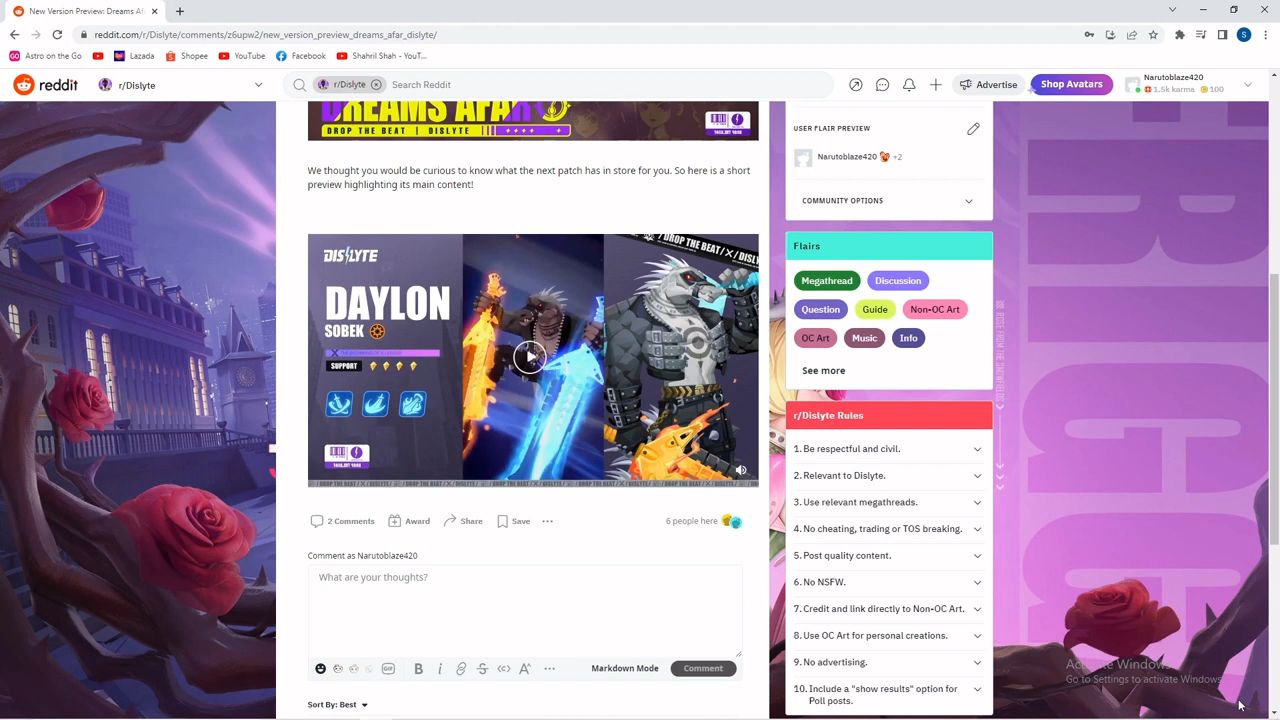 New Version Preview: Dreams Afa
reddit.com/r/Dislyte/comments/z6upw2/new_version_preview_dreams_afar_dislyte/
S
Astro on the Go
Lazada
Shopee
YouTube
Facebook
Shahril Shah - YouT...
reddit
r/Dislyte
r/Dislyte
Search Reddit
Advertise
Shop Avatars
Narutoblaze420
1.5k karma
100
DREAMS AFAR
DROP THE BEAT | DISLYTE
We thought you would be curious to know what the next patch has in store for you. So here is a short
preview highlighting its main content!
DISLYTE
DAYLON
SOBEK
SUPPORT
/ DROP THE BEAT / X / DISLY
2 Comments
Award
Share
Save
6 people here
Comment as Narutoblaze420
What are your thoughts?
GIF
B
i
Markdown Mode
Comment
Sort By: Best
USER FLAIR PREVIEW
Narutoblaze420
+2
COMMUNITY OPTIONS
Flairs
Megathread
Discussion
Question
Guide
Non-OC Art
OC Art
Music
Info
See more
r/Dislyte Rules
1. Be respectful and civil.
2. Relevant to Dislyte.
3. Use relevant megathreads.
4. No cheating, trading or TOS breaking.
5. Post quality content.
6. No NSFW.
7. Credit and link directly to Non-OC Art.
8. Use OC Art for personal creations.
9. No advertising.
10. Include a "show results" option for
Poll posts.
Activate Windows
Go to Settings to activate Windows.